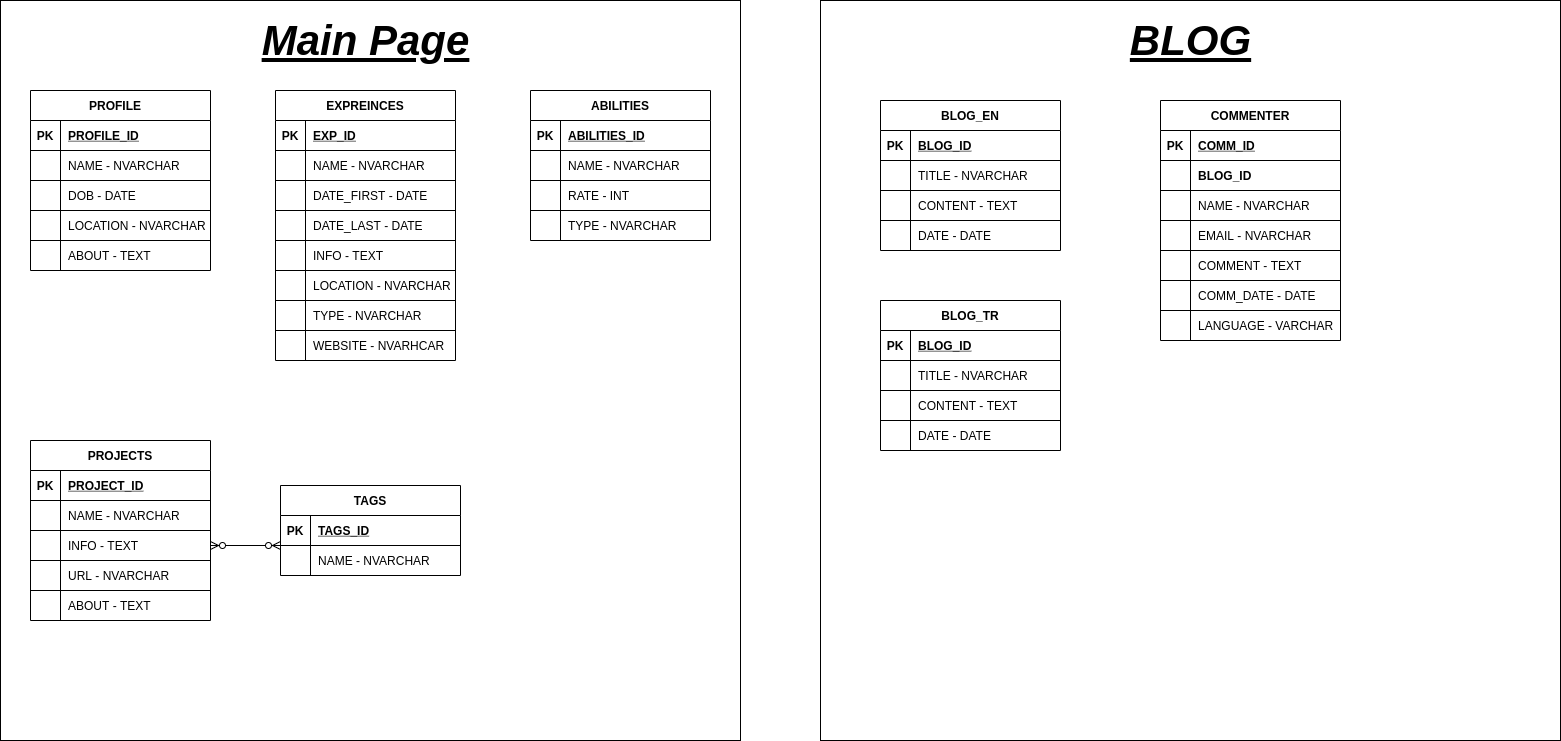 Main Page
PROFILE
PK PROFILE_ID
NAME - NVARCHAR
DOB - DATE
LOCATION - NVARCHAR
ABOUT - TEXT
EXPREINCES
PK EXP_ID
NAME - NVARCHAR
DATE_FIRST - DATE
DATE_LAST - DATE
INFO - TEXT
LOCATION - NVARCHAR
TYPE - NVARCHAR
WEBSITE - NVARHCAR
ABILITIES
PK ABILITIES_ID
NAME - NVARCHAR
RATE - INT
TYPE - NVARCHAR
PROJECTS
PK PROJECT_ID
NAME - NVARCHAR
INFO - TEXT
URL - NVARCHAR
ABOUT - TEXT
TAGS
PK TAGS_ID
NAME - NVARCHAR
BLOG
BLOG_EN
PK BLOG_ID
TITLE - NVARCHAR
CONTENT - TEXT
DATE - DATE
COMMENTER
PK COMM_ID
BLOG_ID
NAME - NVARCHAR
EMAIL - NVARCHAR
COMMENT - TEXT
COMM_DATE - DATE
LANGUAGE - VARCHAR
BLOG_TR
PK BLOG_ID
TITLE - NVARCHAR
CONTENT - TEXT
DATE - DATE